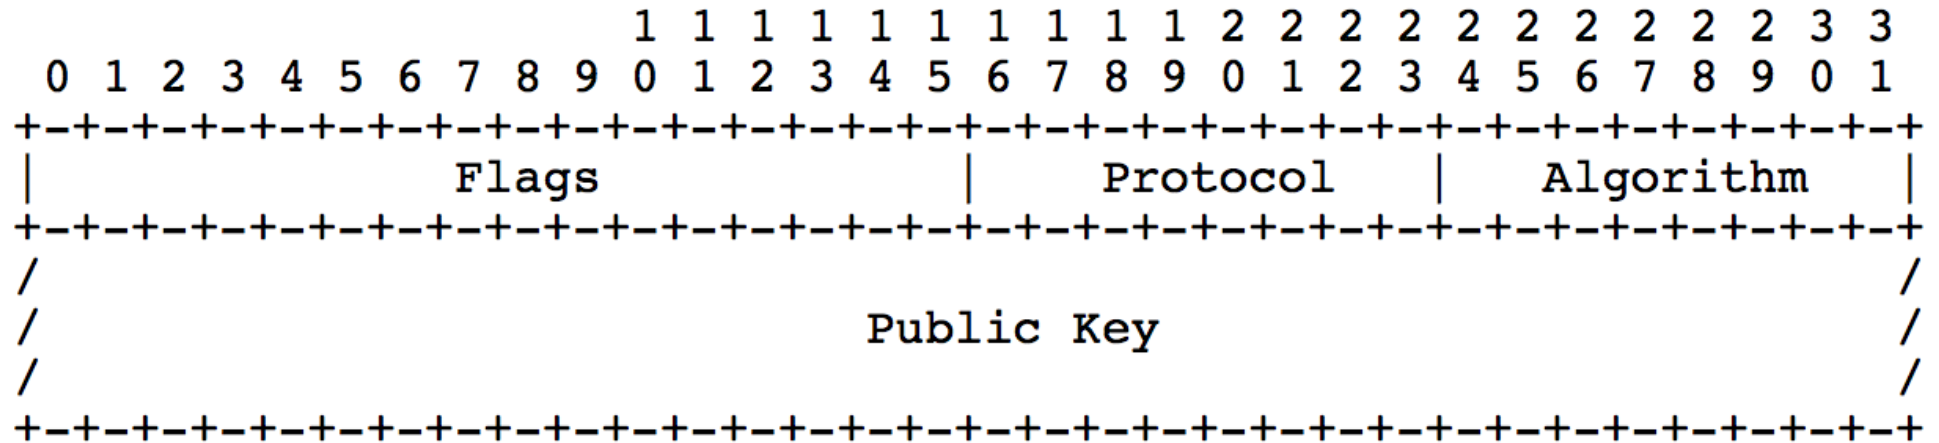 1 1 1 1 1 1 1 1 1 1 2 2 2 2 2 2 2 2 2 2 3 3
  0 1 2 3 4 5 6 7 8 9 0 1 2 3 4 5 6 7 8 9 0 1 2 3 4 5 6 7 8 9 0 1
 +-+-+-+-+-+-+-+-+-+-+-+-+-+-+-+-+-+-+-+-+-+-+-+-+-+-+-+-+-+-+-+-+
 |              Flags            |    Protocol   |   Algorithm   |
 +-+-+-+-+-+-+-+-+-+-+-+-+-+-+-+-+-+-+-+-+-+-+-+-+-+-+-+-+-+-+-+-+
 /                                                               /
 /                            Public Key                         /
 /                                                               /
 +-+-+-+-+-+-+-+-+-+-+-+-+-+-+-+-+-+-+-+-+-+-+-+-+-+-+-+-+-+-+-+-+